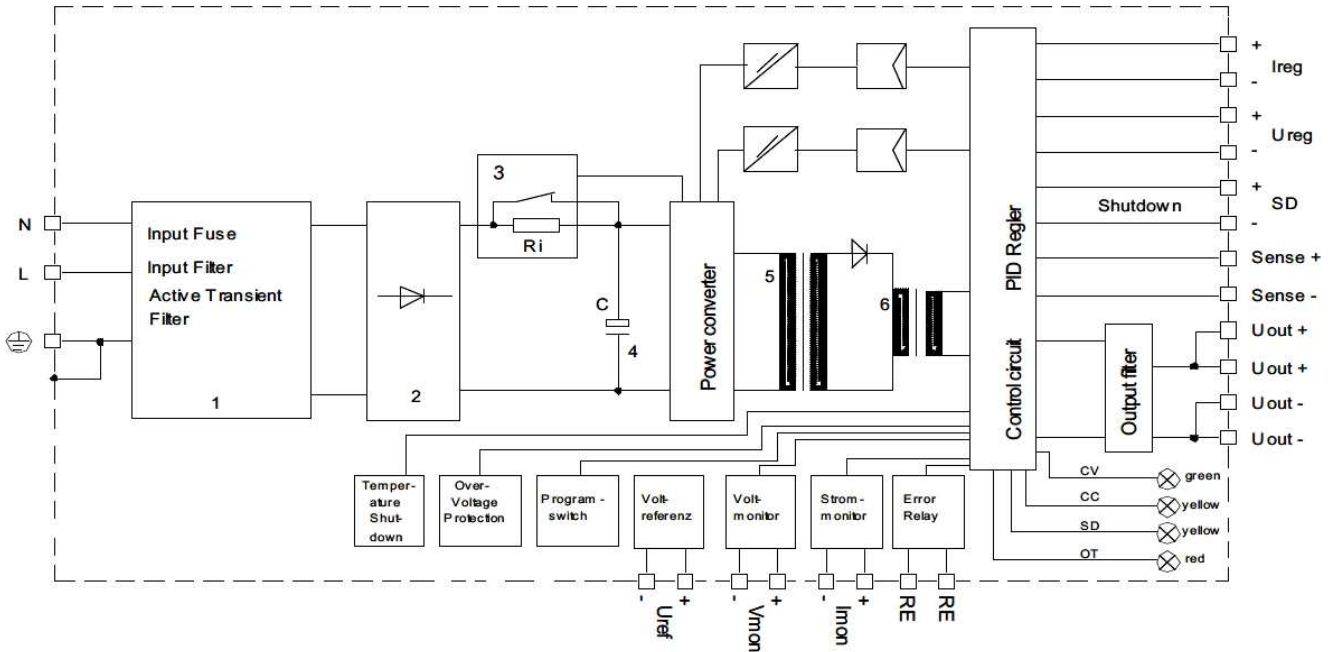 N
L
Input Fuse
Input Filter
Active Transient
Filter
1
2
3
Ri
C
4
Power converter
5
6
PID Regler
Control circuit
Shutdown
Output filter
+
Ireg
-
+
Ureg
-
+
SD
-
Sense +
Sense -
Uout +
Uout +
Uout -
Uout -
CV
green
CC
yellow
SD
yellow
OT
red
Temper-
ature
Shut-
down
Over-
Voltage
Protection
Program-
switch
Volt-
referenz
Volt-
monitor
Strom-
monitor
Error
Relay
- Uref +
- Vmon +
- Imon +
RE
RE